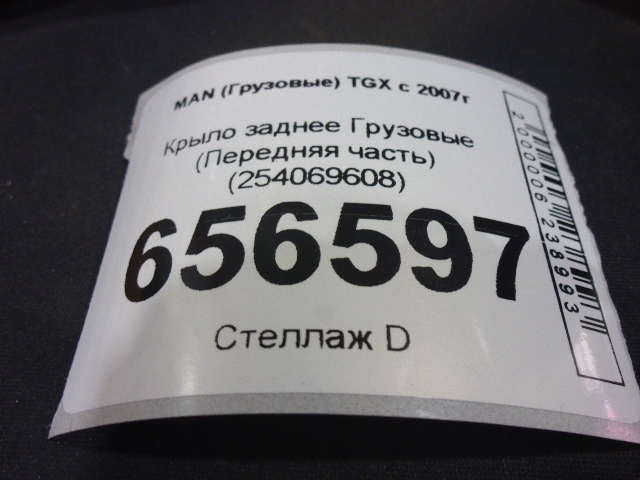 MAN (Грузовые) TGX с 2007г
Крыло заднее Грузовые
(Передняя часть)
(254069608)
656597
Стеллаж D
2000006238993